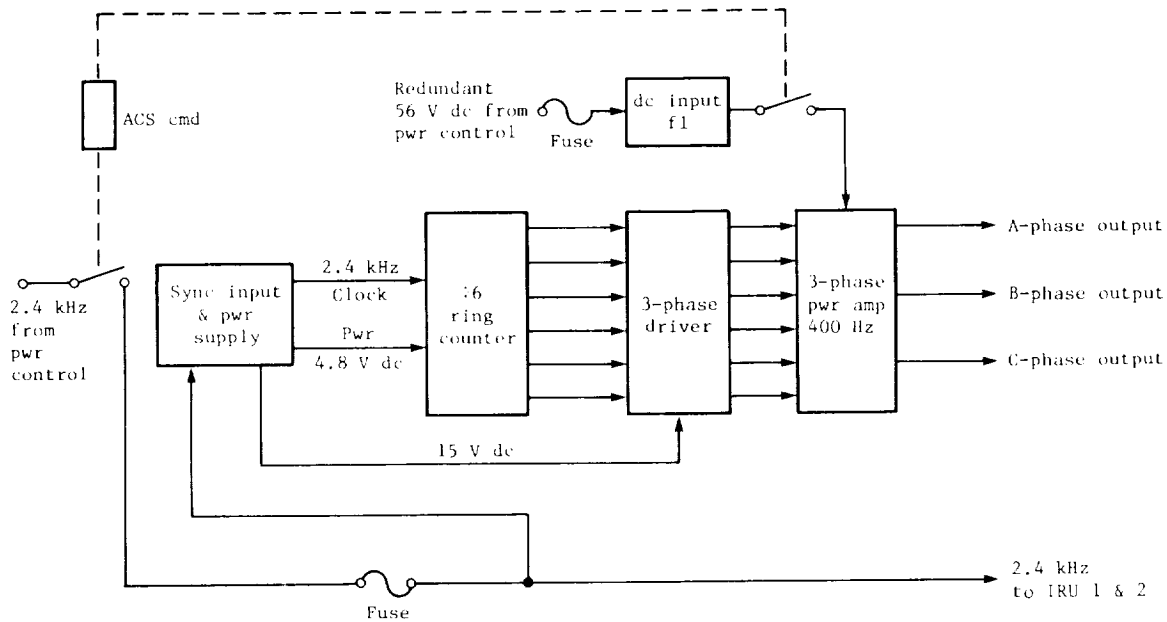 ACS cmd
Redundant
56 V dc from
pwr control
Fuse
dc input
fl
2.4 kHz
from
pwr
control
Sync input
& pwr
supply
2.4 kHz
Clock
Pwr
4.8 V dc
:6
ring
counter
3-phase
driver
3-phase
pwr amp
400 Hz
A-phase output
B-phase output
C-phase output
15 V dc
Fuse
2.4 kHz
to IRU 1 & 2